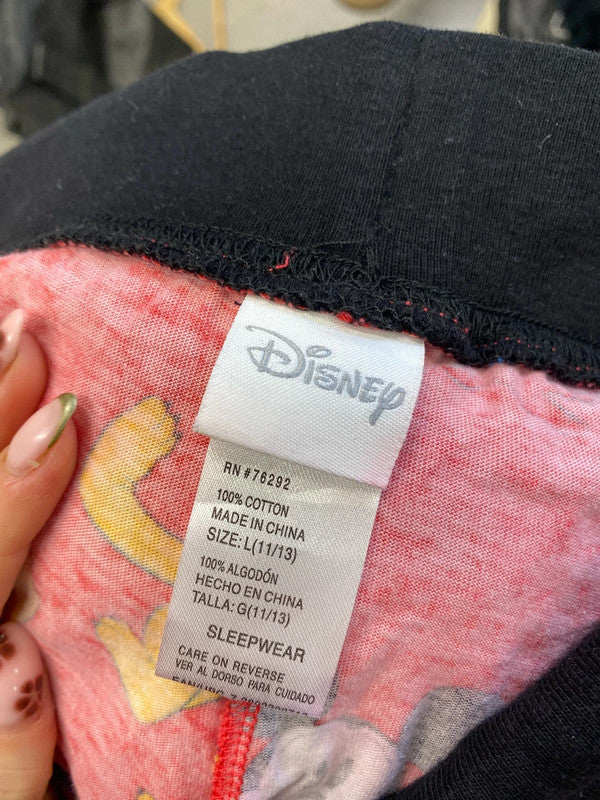 Disney
RN #76292
100% COTTON
MADE IN CHINA
SIZE: L(11/13)
100% ALGODÓN
HECHO EN CHINA
TALLA: G(11/13)
SLEEPWEAR
CARE ON REVERSE
VER AL DORSO PARA CUIDADO